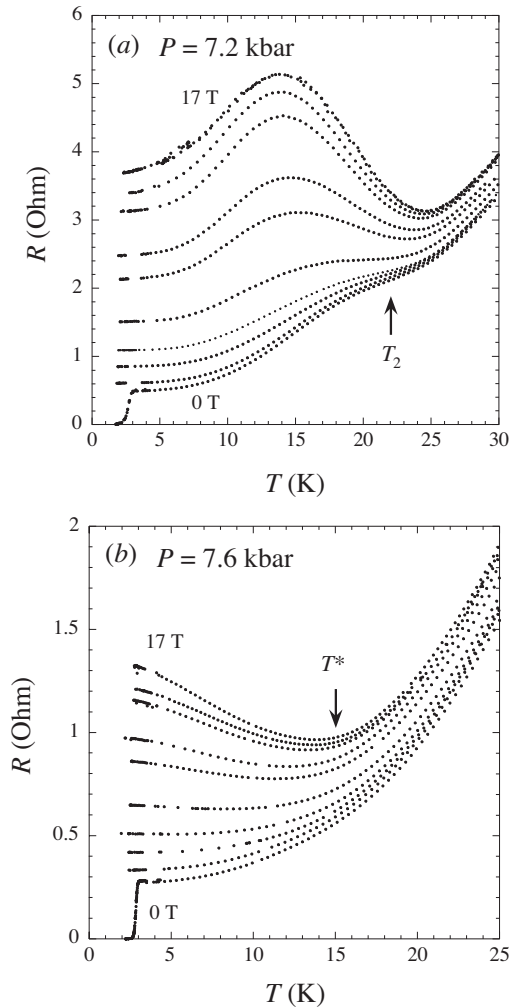 (a) P = 7.2 kbar
6
5
4
3
2
1
0
17 T
0 T
T₂
R (Ohm)
0 5 10 15 20 25 30
T (K)
(b) P = 7.6 kbar
2
1.5
1
0.5
0
17 T
T*
0 T
R (Ohm)
0 5 10 15 20 25
T (K)